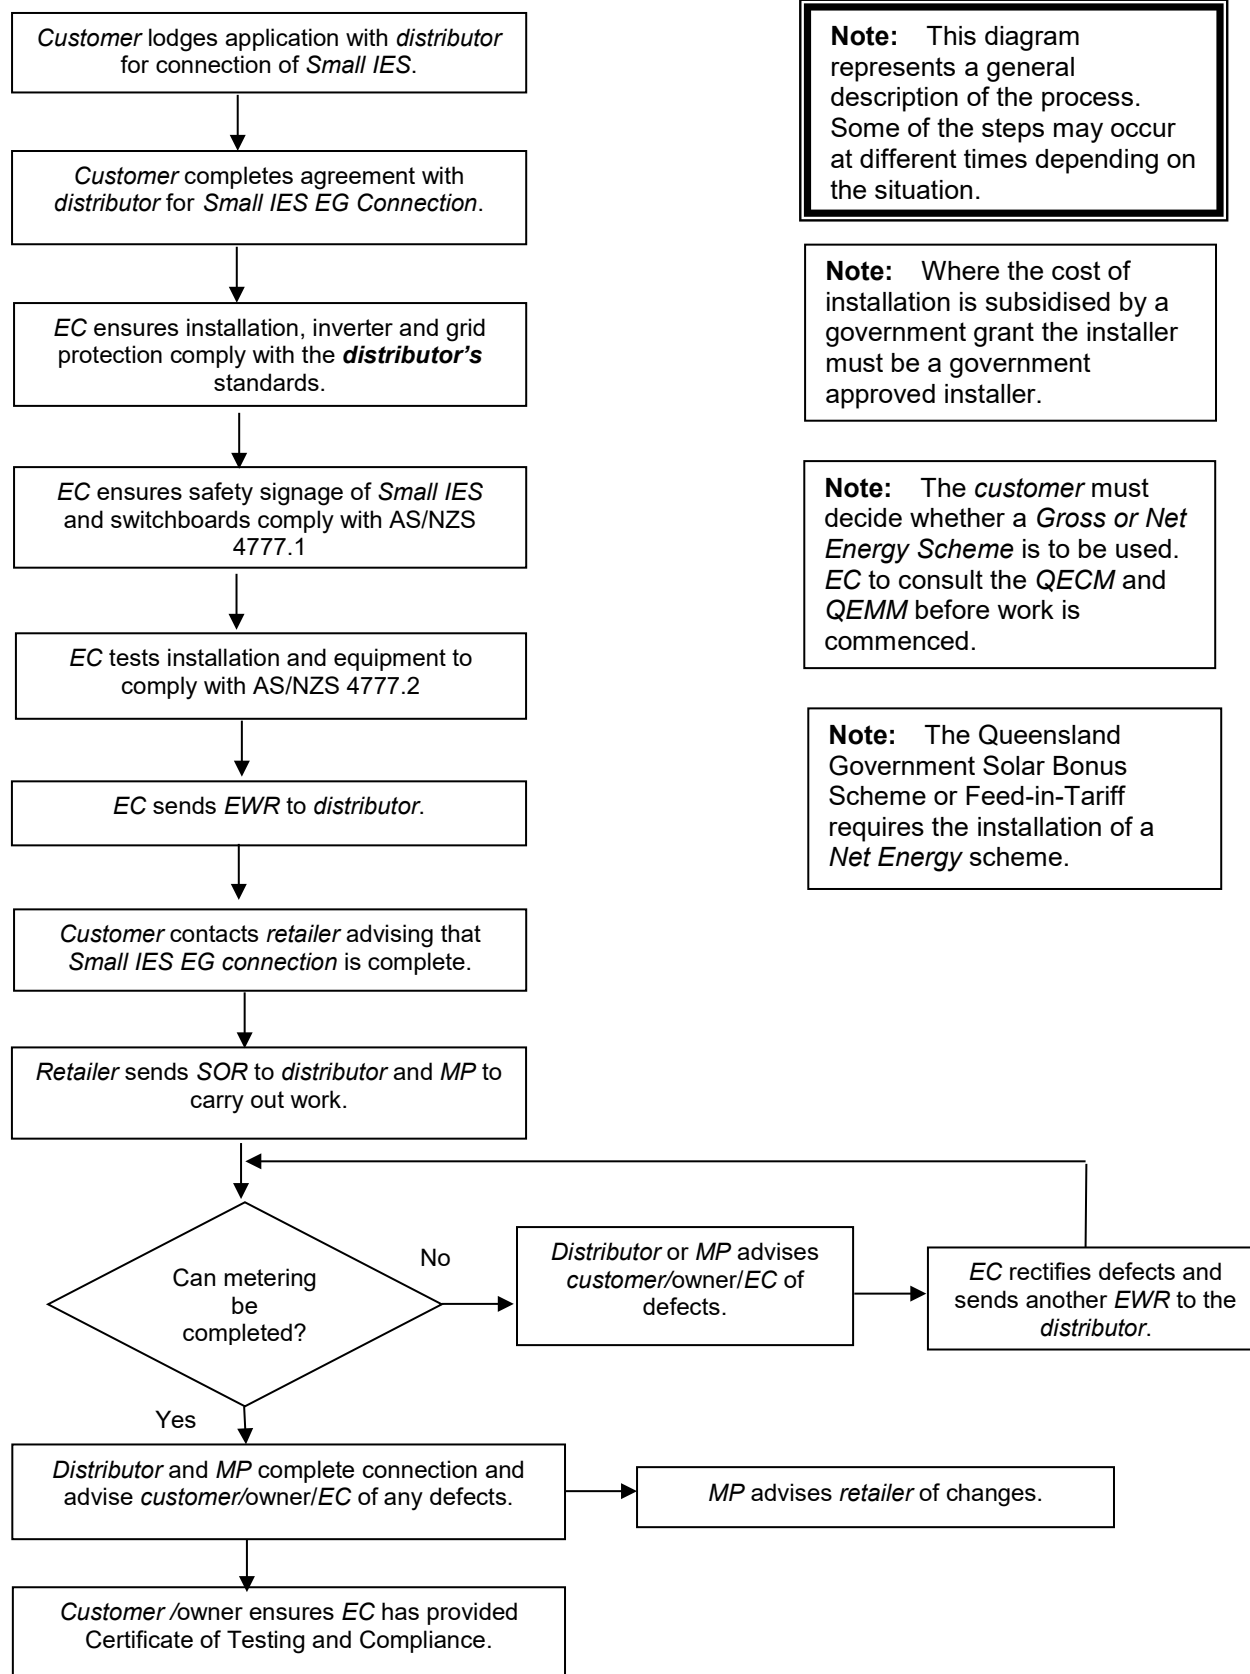 Customer lodges application with distributor
for connection of Small IES.
Customer completes agreement with
distributor for Small IES EG Connection.
EC ensures installation, inverter and grid
protection comply with the distributor's
standards.
EC ensures safety signage of Small IES
and switchboards comply with AS/NZS
4777.1
EC tests installation and equipment to
comply with AS/NZS 4777.2
EC sends EWR to distributor.
Customer contacts retailer advising that
Small IES EG connection is complete.
Retailer sends SOR to distributor and MP to
carry out work.
Can metering
be
completed?
No
Distributor or MP advises
customer/owner/EC of
defects.
EC rectifies defects and
sends another EWR to the
distributor.
Yes
Distributor and MP complete connection and
advise customer/owner/EC of any defects.
MP advises retailer of changes.
Customer /owner ensures EC has provided
Certificate of Testing and Compliance.
Note: This diagram
represents a general
description of the process.
Some of the steps may occur
at different times depending on
the situation.
Note: Where the cost of
installation is subsidised by a
government grant the installer
must be a government
approved installer.
Note: The customer must
decide whether a Gross or Net
Energy Scheme is to be used.
EC to consult the QECM and
QEMM before work is
commenced.
Note: The Queensland
Government Solar Bonus
Scheme or Feed-in-Tariff
requires the installation of a
Net Energy scheme.